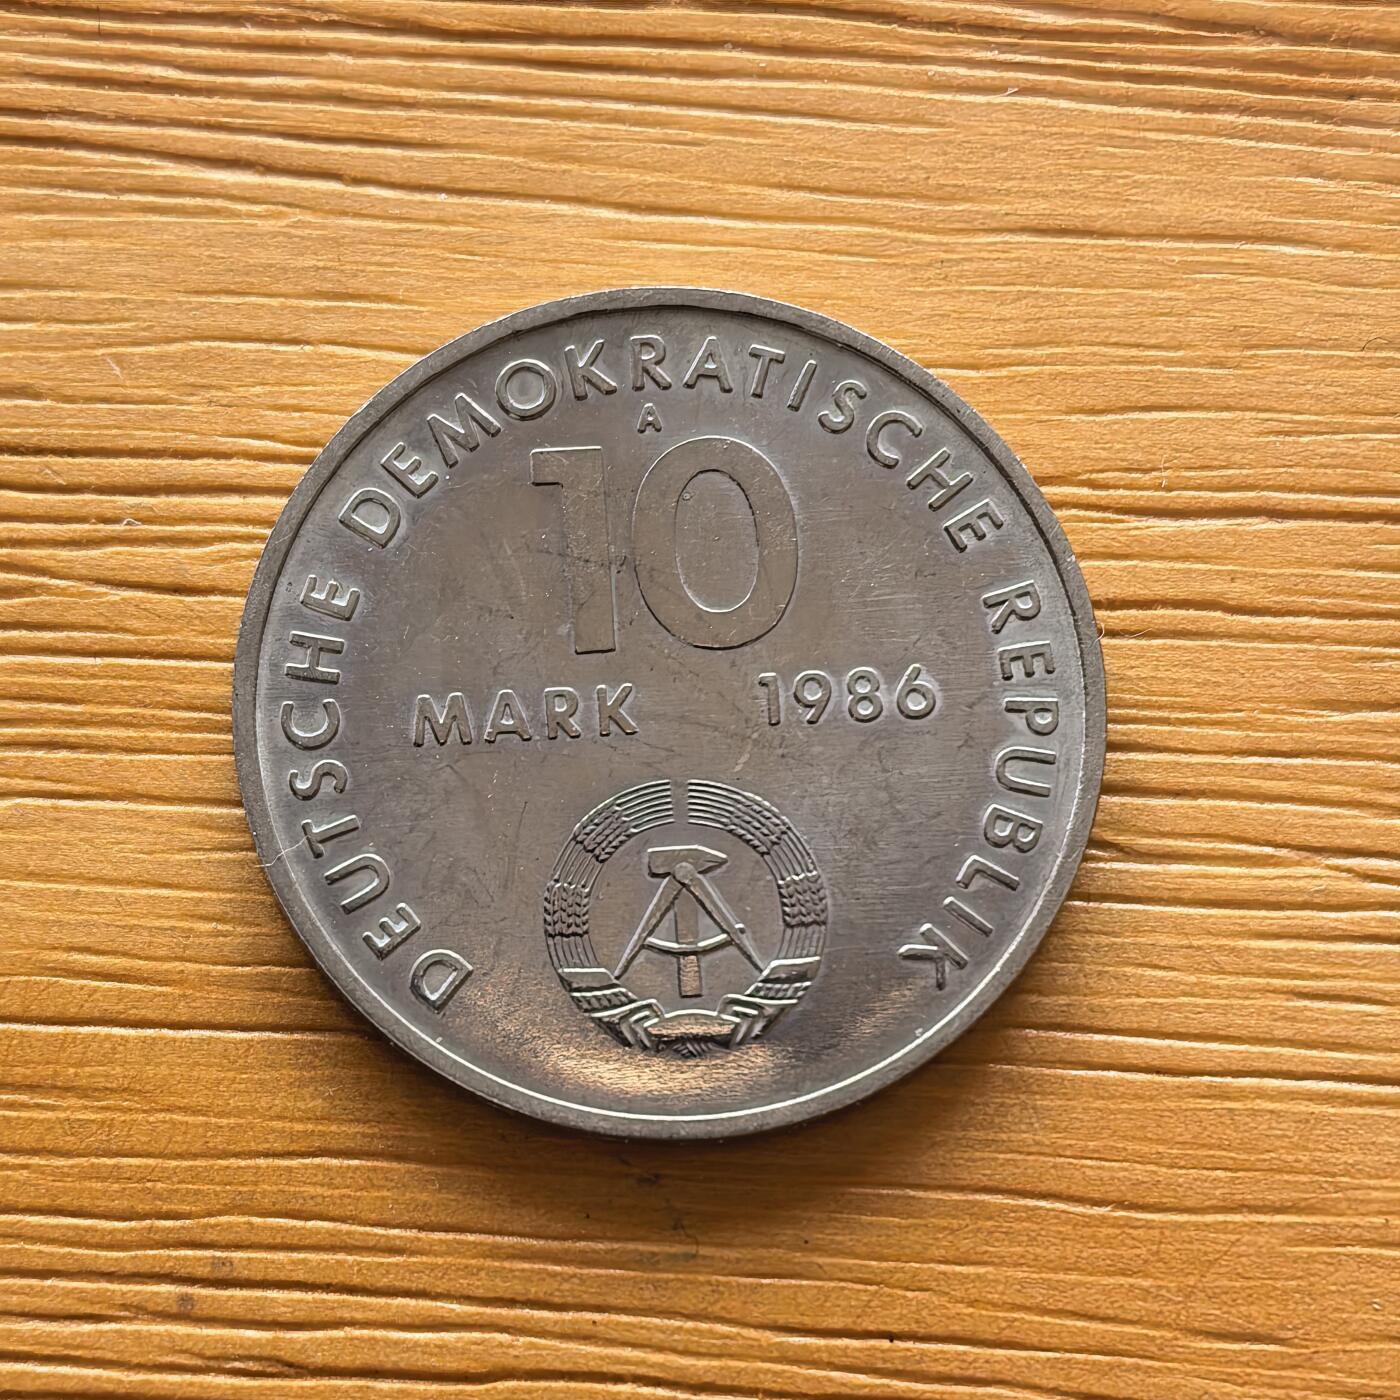 DEUTSCHE DEMOKRATISCHE REPUBLIK
A
10
MARK 1986